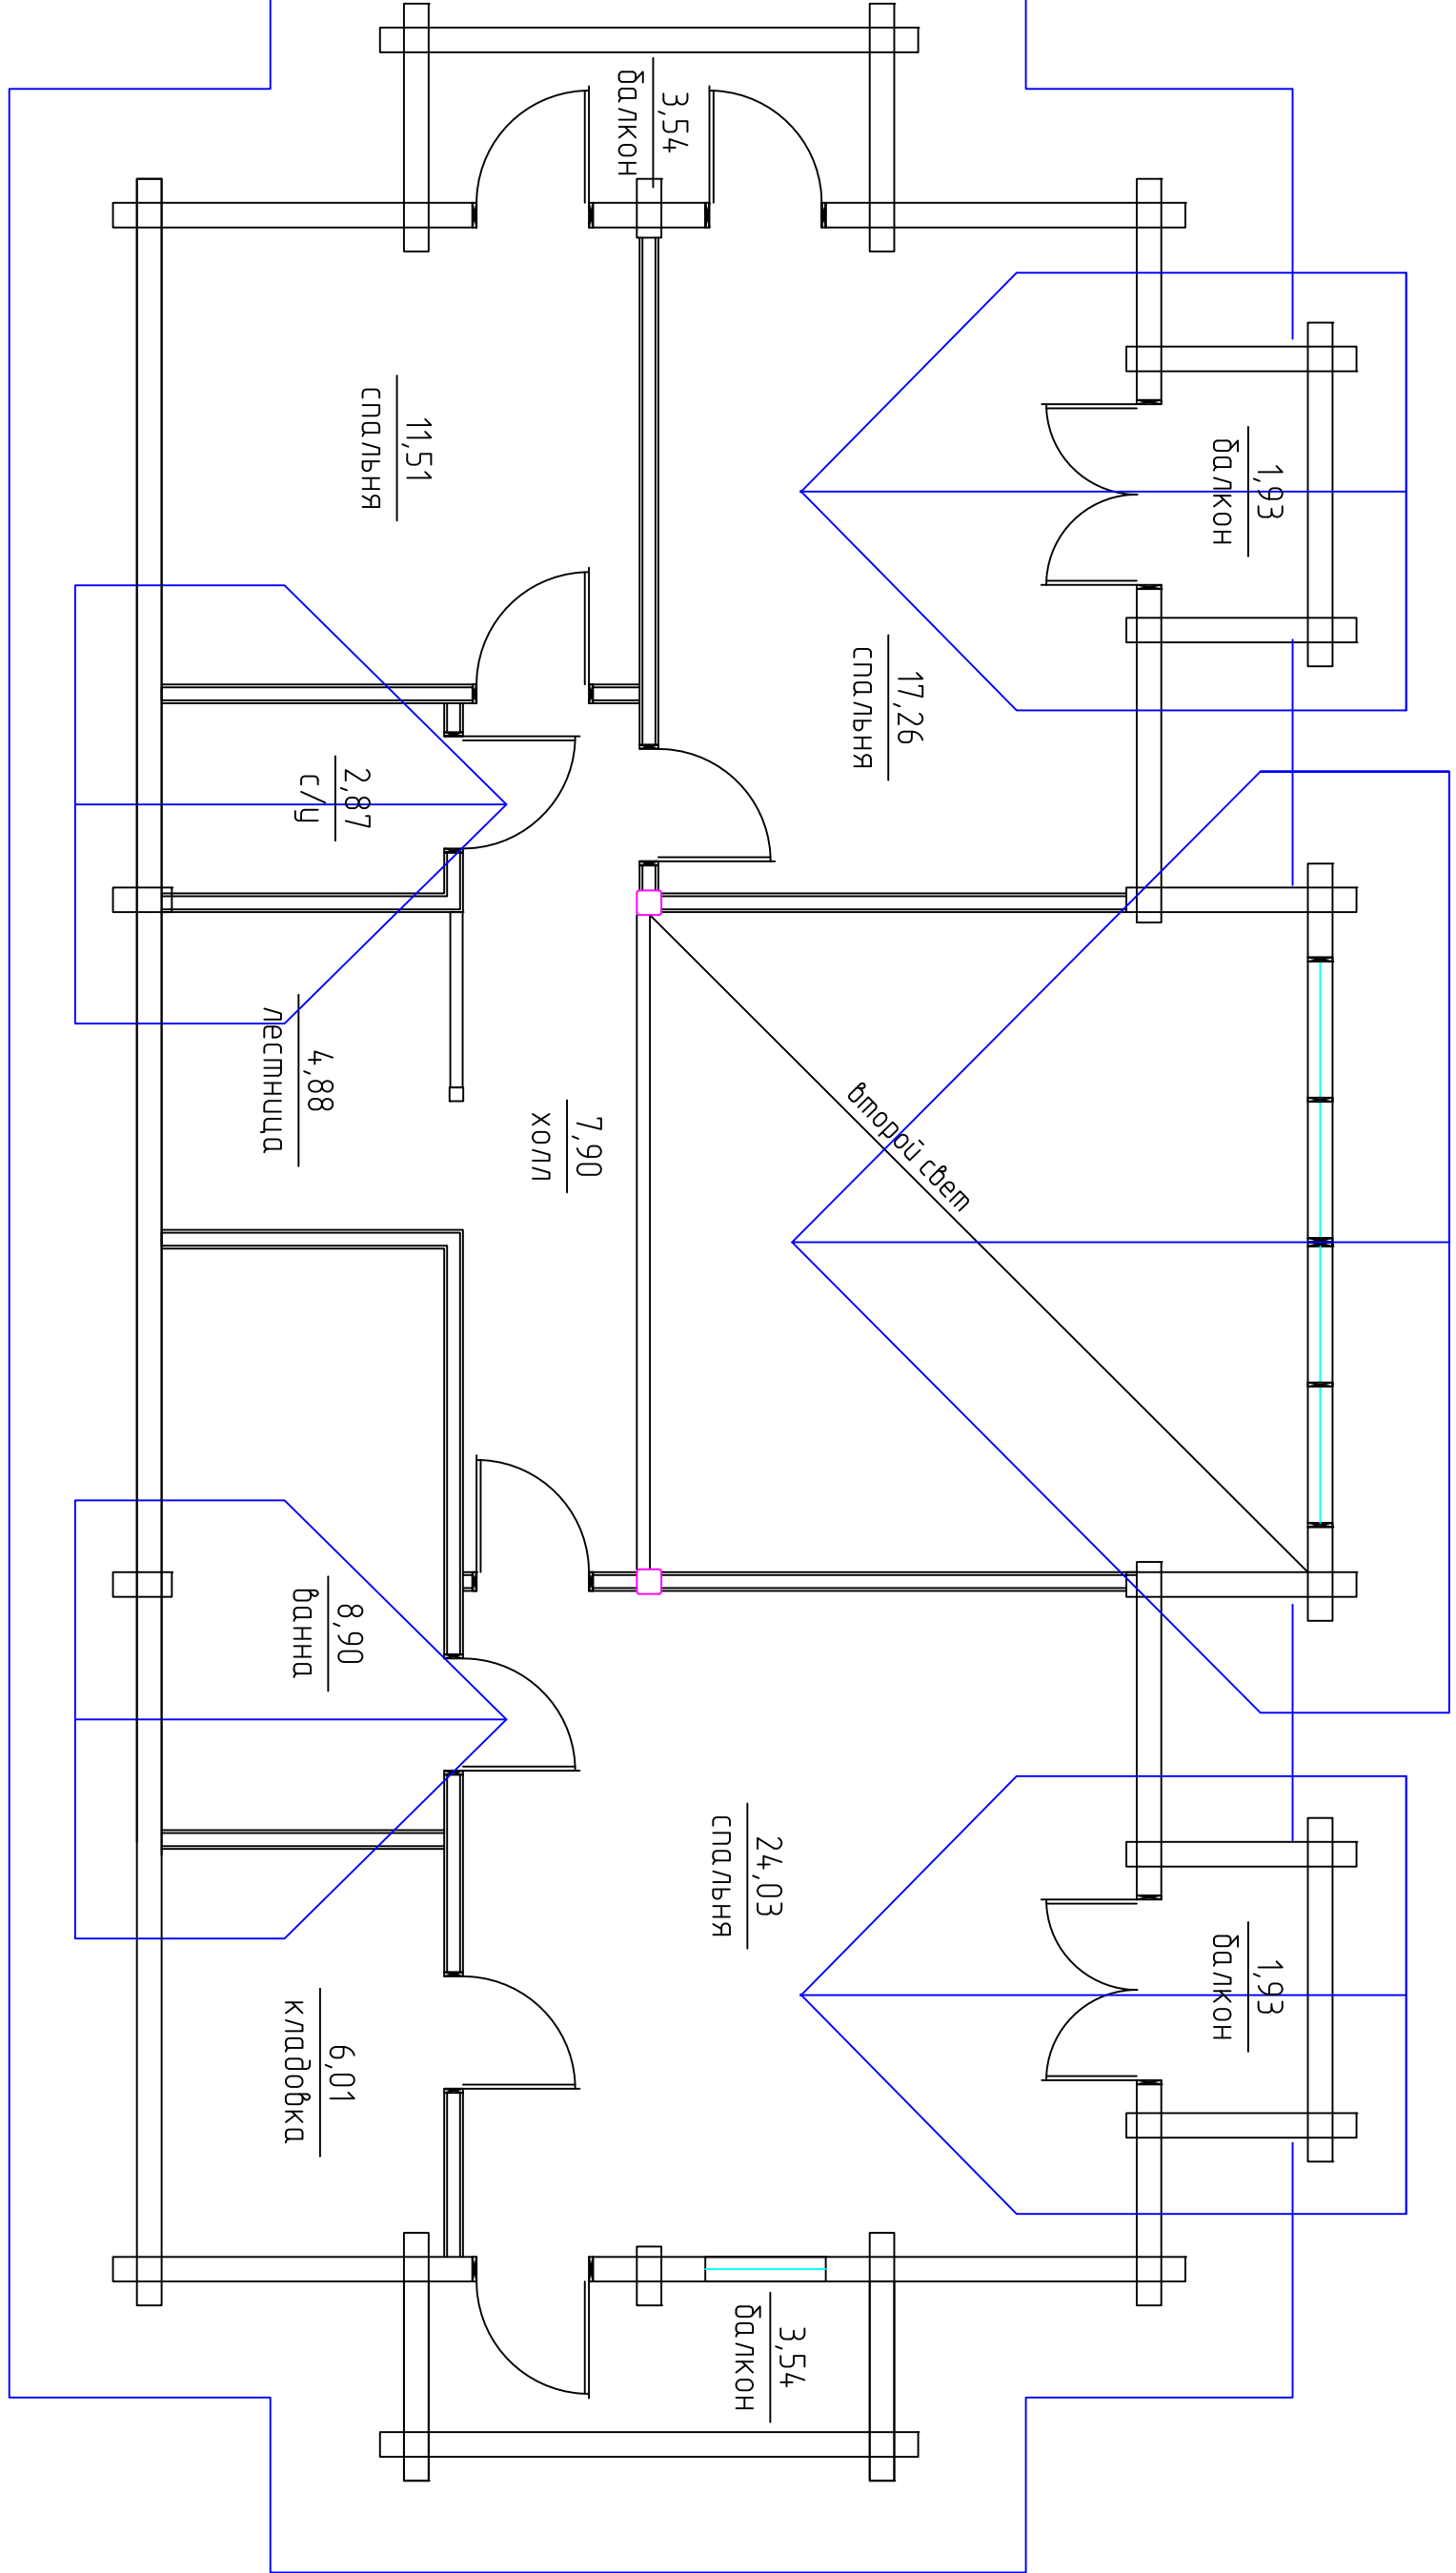 3,54
балкон
1,93
балкон
11,51
спальня
17,26
спальня
2,87
с/у
4,88
лестница
7,90
холл
второй свет
8,90
ванна
24,03
спальня
1,93
балкон
6,01
кладовка
3,54
балкон